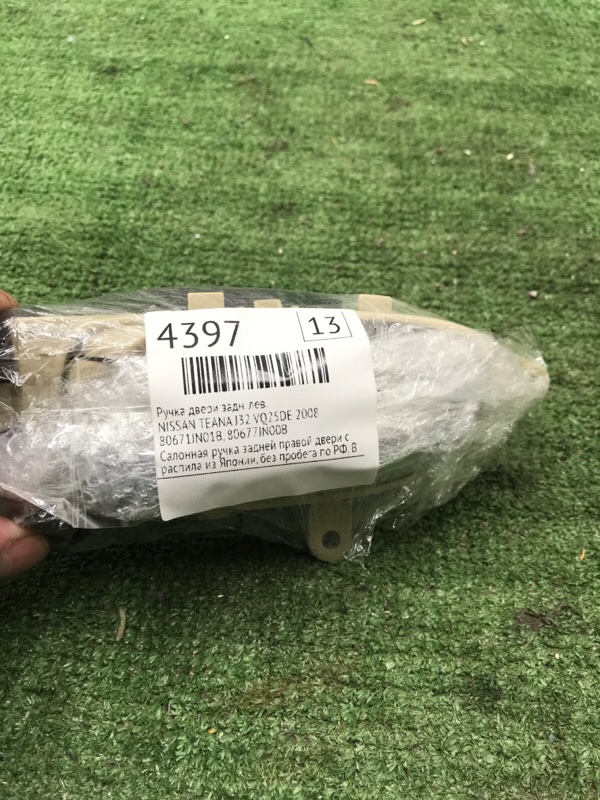 4397
13
Ручка двери задн лев.
NISSAN TEANA J32 VQ25DE 2008
80671JN01B, 80677JN00B
Салонная ручка задней правой двери с
распила из Японии, без пробега по РФ. В